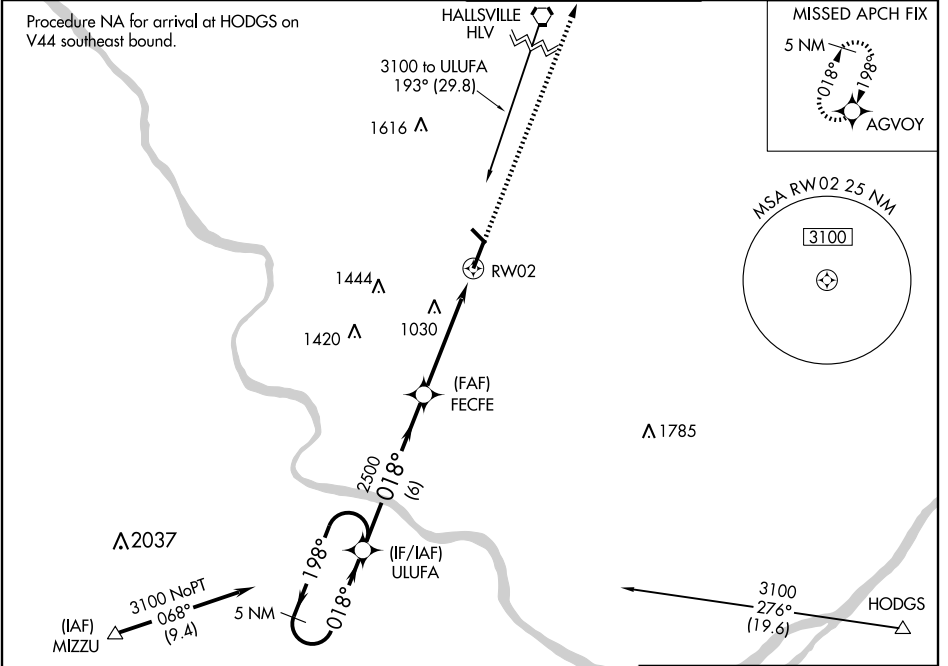 Procedure NA for arrival at HODGS on
V44 southeast bound.
HALLSVILLE
HLV
3100 to ULUFA
193° (29.8)
1616
MISSED APCH FIX
5 NM
018°
198°
AGVOY
MSA RW02 25 NM
3100
RW02
1444
1420
1030
(FAF)
FECFE
1785
2500
018°
(6)
2037
198°
018°
5 NM
(IF/IAF)
ULUFA
3100 NoPT
068°
(9.4)
(IAF)
MIZZU
3100
276°
(19.6)
HODGS